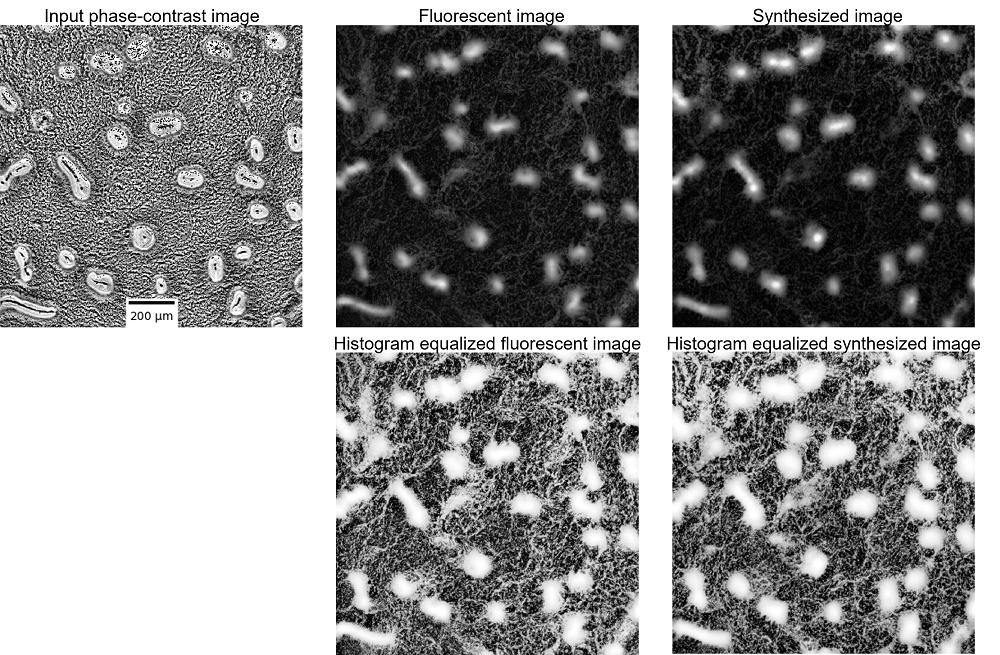 Input phase-contrast image
Fluorescent image
Synthesized image
200 μm
Histogram equalized fluorescent image
Histogram equalized synthesized image